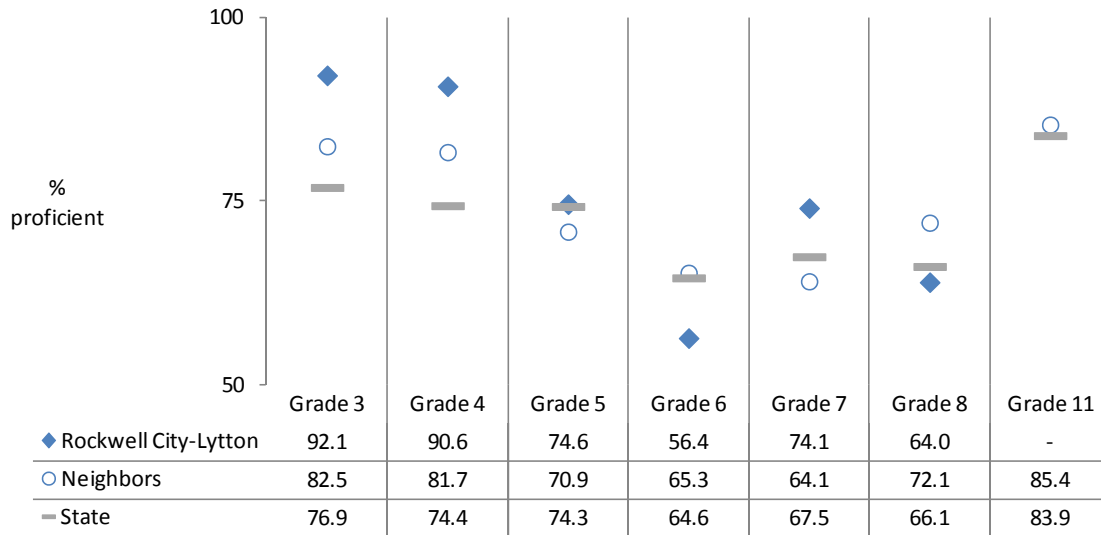 100
75
50
%
proficient
Grade 3 Grade 4 Grade 5 Grade 6 Grade 7 Grade 8 Grade 11
Rockwell City-Lytton 92.1 90.6 74.6 56.4 74.1 64.0 -
Neighbors 82.5 81.7 70.9 65.3 64.1 72.1 85.4
State 76.9 74.4 74.3 64.6 67.5 66.1 83.9